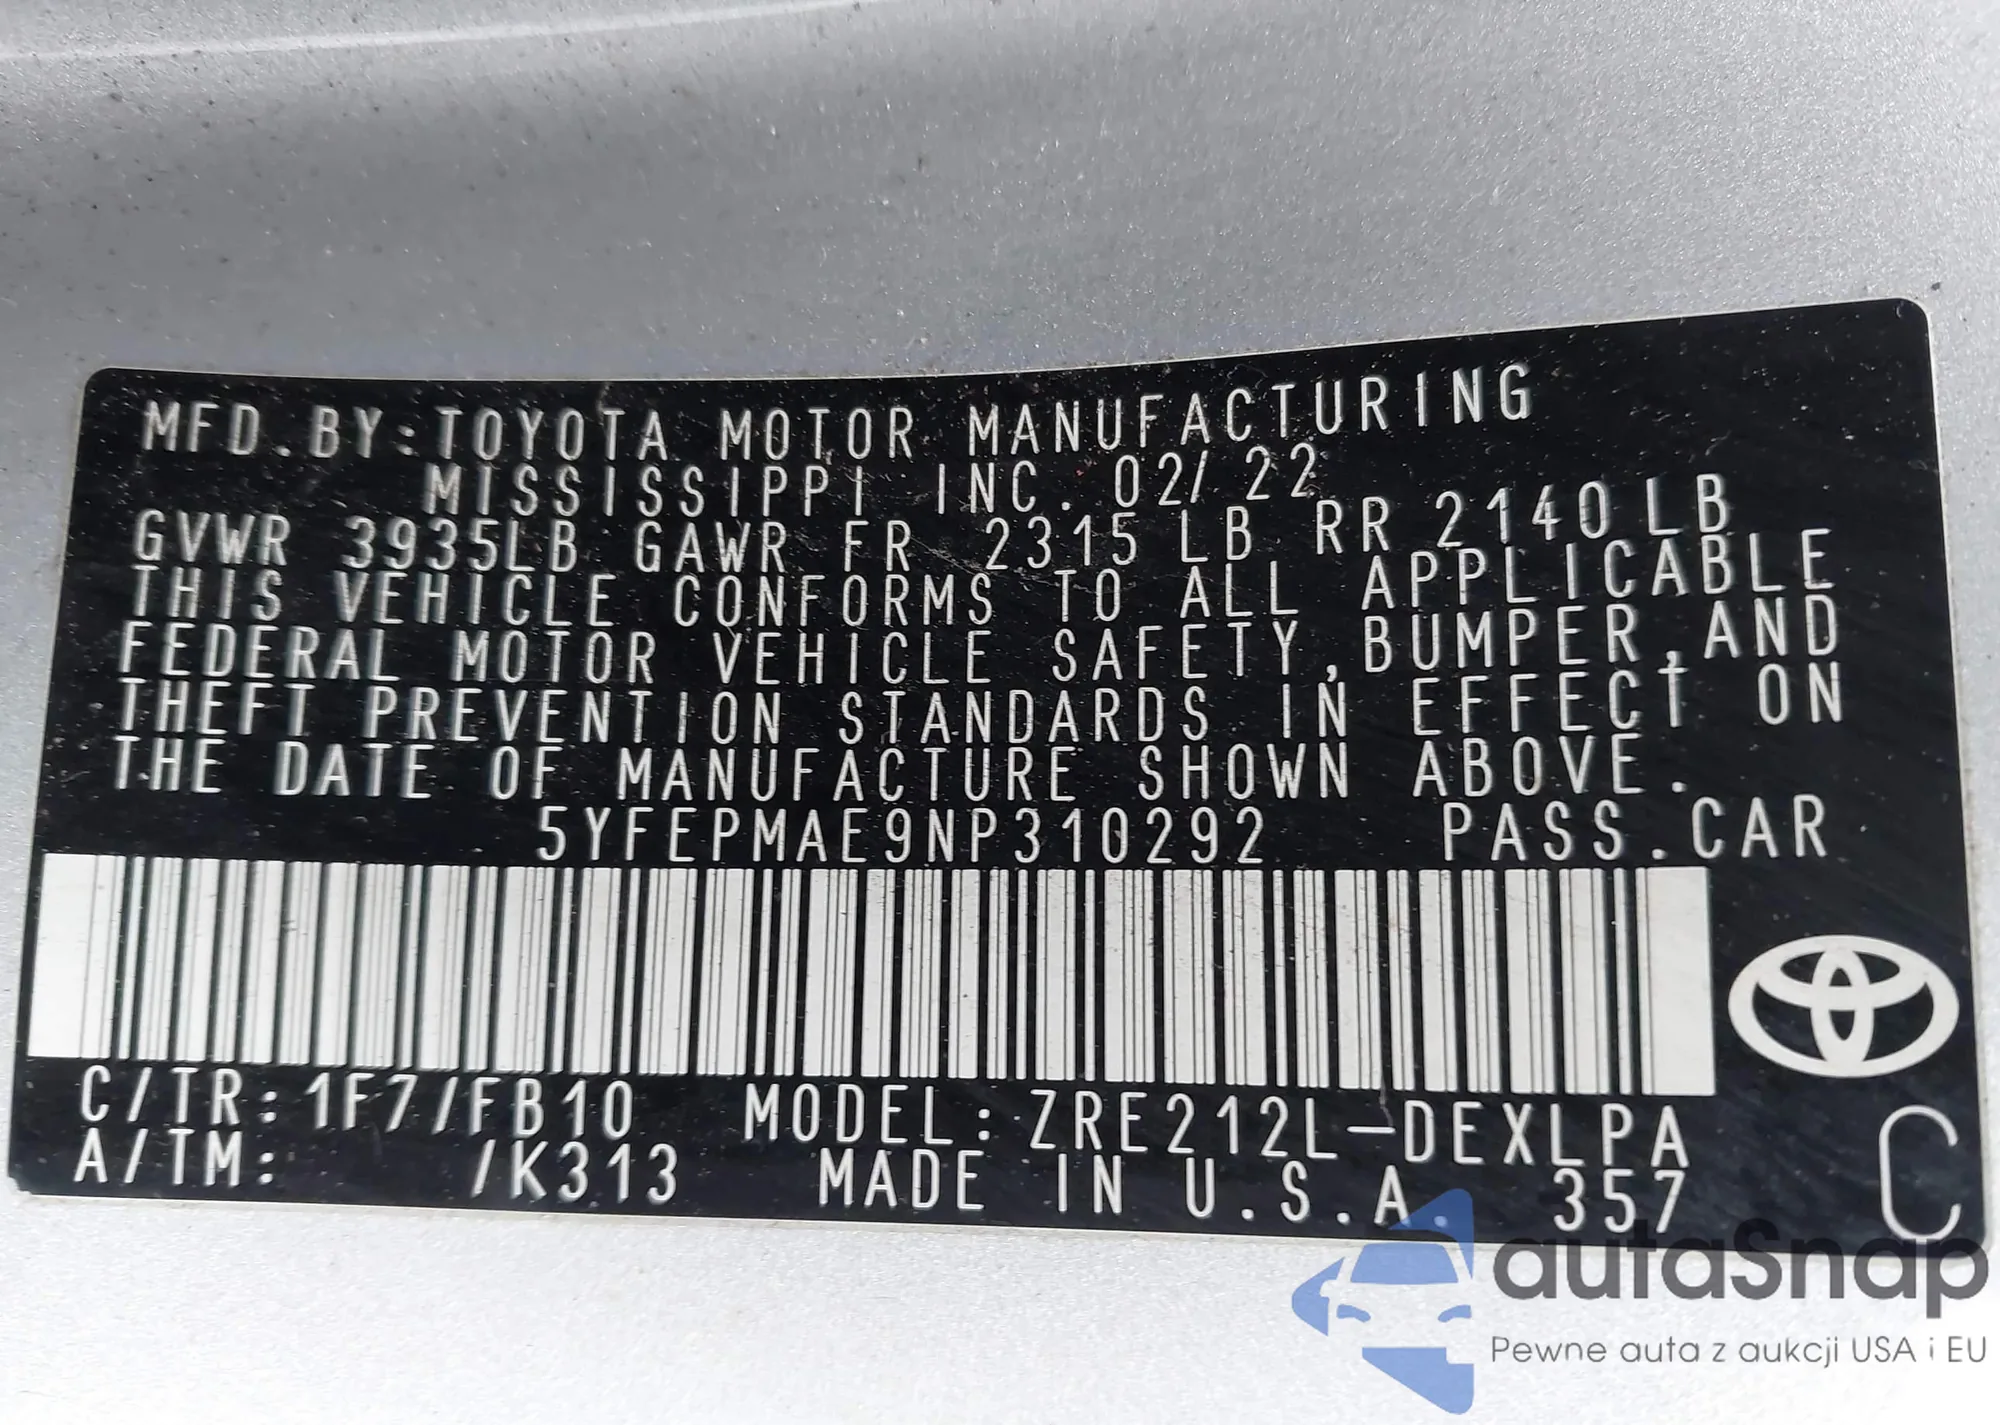 MFD.BY:TOYOTA MOTOR MANUFACTURING
MISSISSIPPI INC. 02/22
GVWR 3935LB GAWR FR 2315 LB RR 2140LB
THIS VEHICLE CONFORMS TO ALL APPLICABLE
FEDERAL MOTOR VEHICLE SAFETY,BUMPER,AND
THEFT PREVENTION STANDARDS IN EFFECT ON
THE DATE OF MANUFACTURE SHOWN ABOVE.
5YFEPMAE9NP310292 PASS.CAR
C/TR:1F7/FB10 MODEL:ZRE212L-DEXLPA
A/TM: /K313 MADE IN U.S.A. 357
C
autaSnap
Pewne auta z aukcji USA i EU